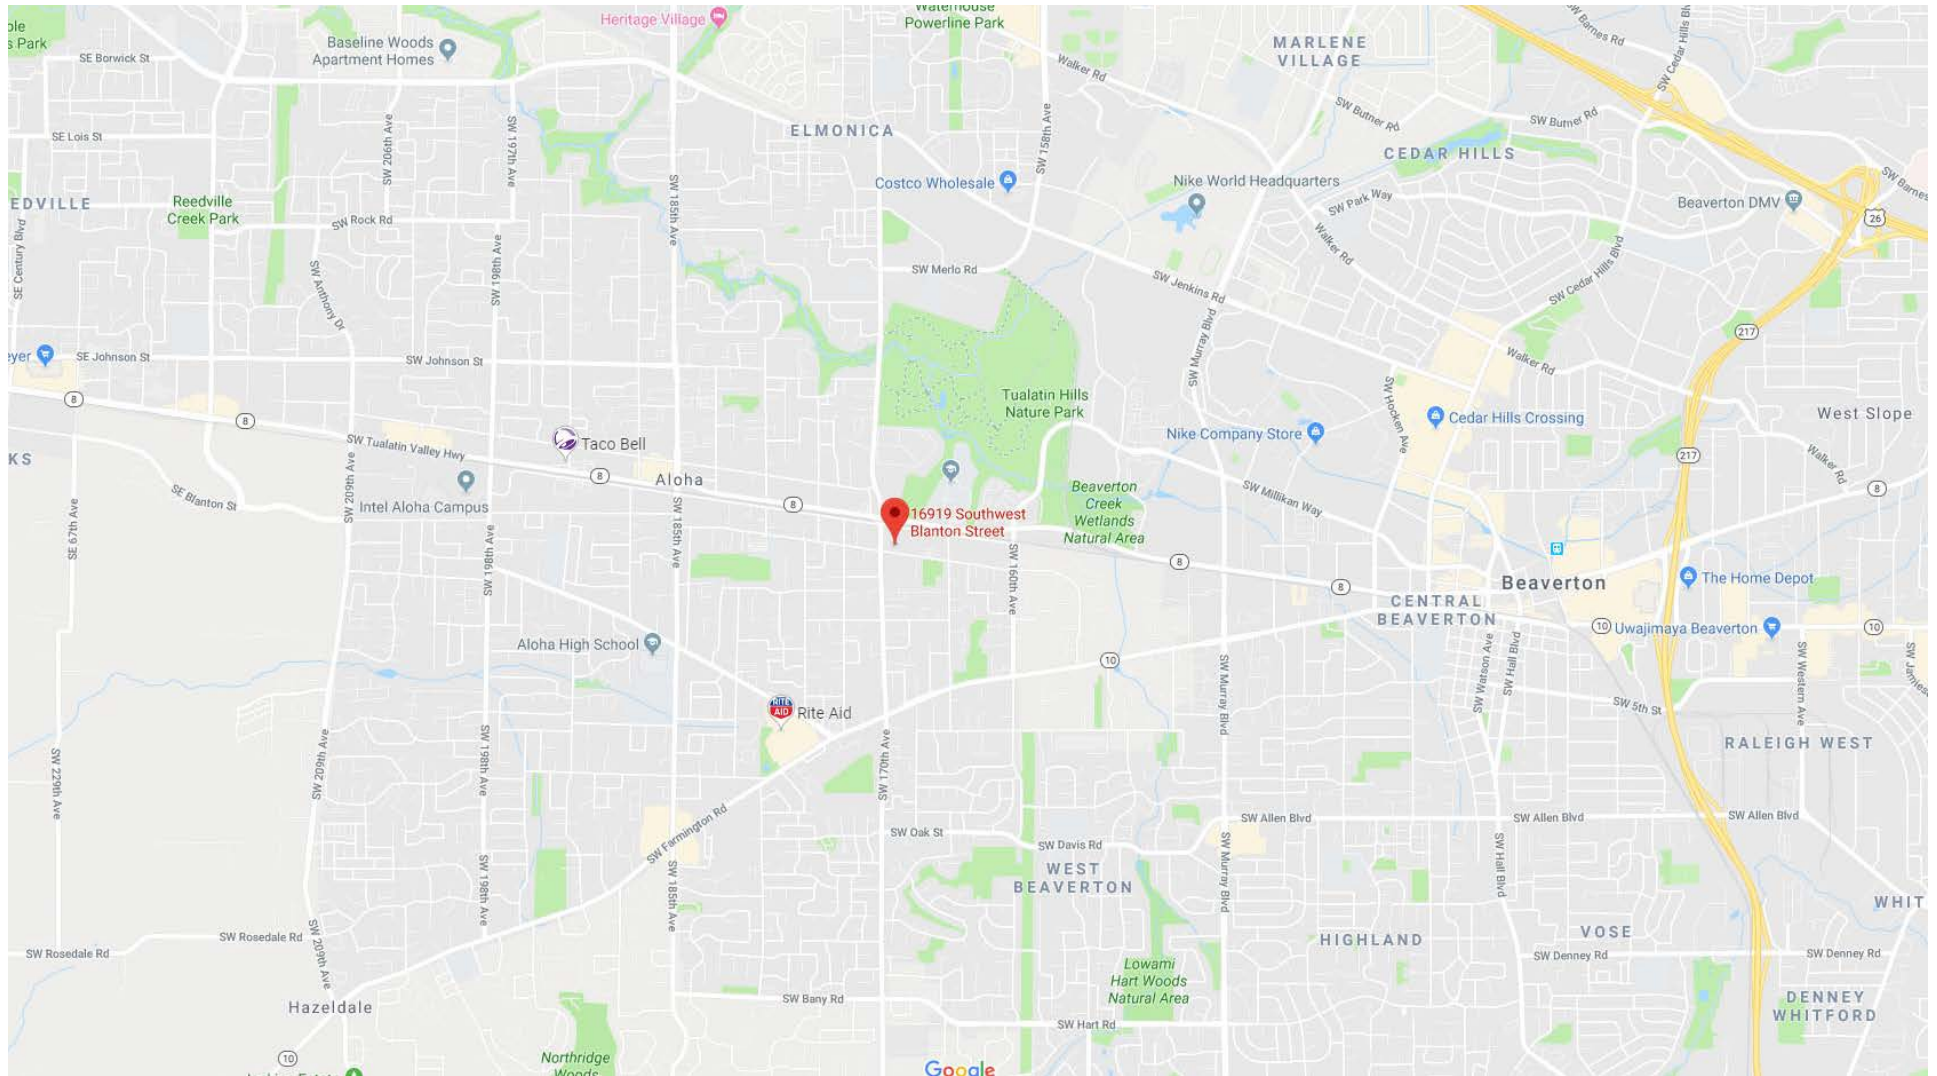 ole
s Park
SE Borwick St
Baseline Woods
Apartment Homes
Heritage Village
Waterhouse
Powerline Park
MARLENE
VILLAGE
SW Barnes Rd
SW Cedar Hills Bl
Walker Rd
SE Lois St
SW 206th Ave
SW 197th Ave
ELMONICA
SW 158th Ave
SW Butner Rd
SW Butner Rd
CEDAR HILLS
EDVILLE
Reedville
Creek Park
SW Rock Rd
SW 185th Ave
Costco Wholesale
Nike World Headquarters
SW Park Way
Walker Rd
Beaverton DMV
SW Barnes
26
SE Century Blvd
SW Anthony Dr
SW 198th Ave
SW Merlo Rd
SW Jenkins Rd
SW Cedar Hills Blvd
217
eyer
SE Johnson St
SW Johnson St
SW Murray Blvd
Walker Rd
8
8
SW Tualatin Valley Hwy
Taco Bell
Tualatin Hills
Nature Park
SW Hocken Ave
Cedar Hills Crossing
West Slope
Nike Company Store
217
Walker Rd
KS
SE Blanton St
SW 209th Ave
Intel Aloha Campus
8
Aloha
8
SW 185th Ave
16919 Southwest
Blanton Street
Beaverton
Creek
Wetlands
Natural Area
SW Millikan Way
8
SE 67th Ave
SW 198th Ave
SW 160th Ave
8
8
Beaverton
The Home Depot
CENTRAL
BEAVERTON
10
Uwajimaya Beaverton
10
Aloha High School
10
SW Murray Blvd
SW Watson Ave
SW Hall Blvd
SW Western Ave
SW 5th St
Rite Aid
RITE
AID
SW 229th Ave
SW 209th Ave
SW 198th Ave
SW 170th Ave
RALEIGH WEST
SW Farmington Rd
SW Oak St
SW Davis Rd
SW Allen Blvd
SW Allen Blvd
SW Allen Blvd
WEST
BEAVERTON
SW 198th Ave
SW 185th Ave
SW Murray Blvd
SW Hall Blvd
WHIT
SW Rosedale Rd
SW Rosedale Rd
SW 209th Ave
HIGHLAND
VOSE
SW Denney Rd
SW Denney Rd
Lowami
Hart Woods
Natural Area
Hazeldale
SW Bany Rd
SW Hart Rd
DENNEY
WHITFORD
10
Northridge
Woods
Google